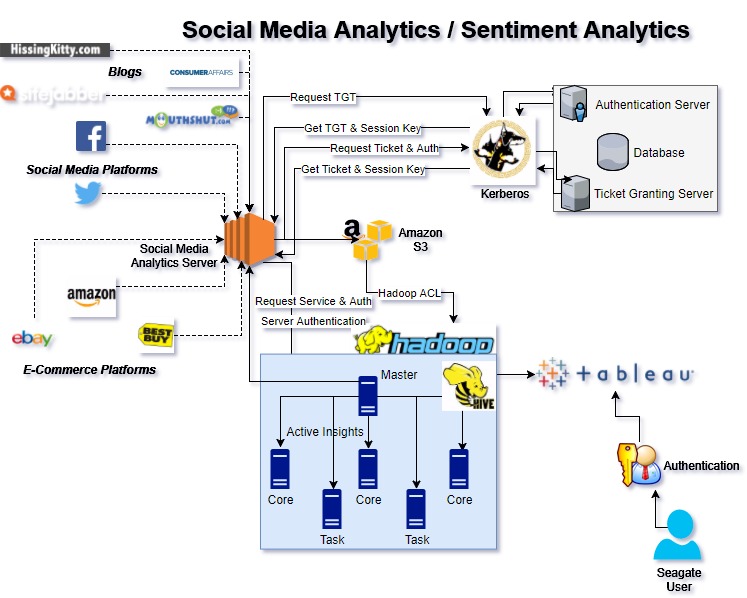 Social Media Analytics / Sentiment Analytics
HissingKitty.com
Blogs
CONSUMERAFFAIRS
sitejabber
MOUTHSHUT.com
Social Media Platforms
Request TGT
Get TGT & Session Key
Request Ticket & Auth
Get Ticket & Session Key
Kerberos
Authentication Server
Database
Ticket Granting Server
Social Media
Analytics Server
a
Amazon
S3
amazon
ebay
BEST
BUY
E-Commerce Platforms
Request Service & Auth
Server Authentication
Hadoop ACL
hadoop
Master
HIVE
Active Insights
Core
Core
Core
Task
Task
+ a b l e a u
Authentication
Seagate
User